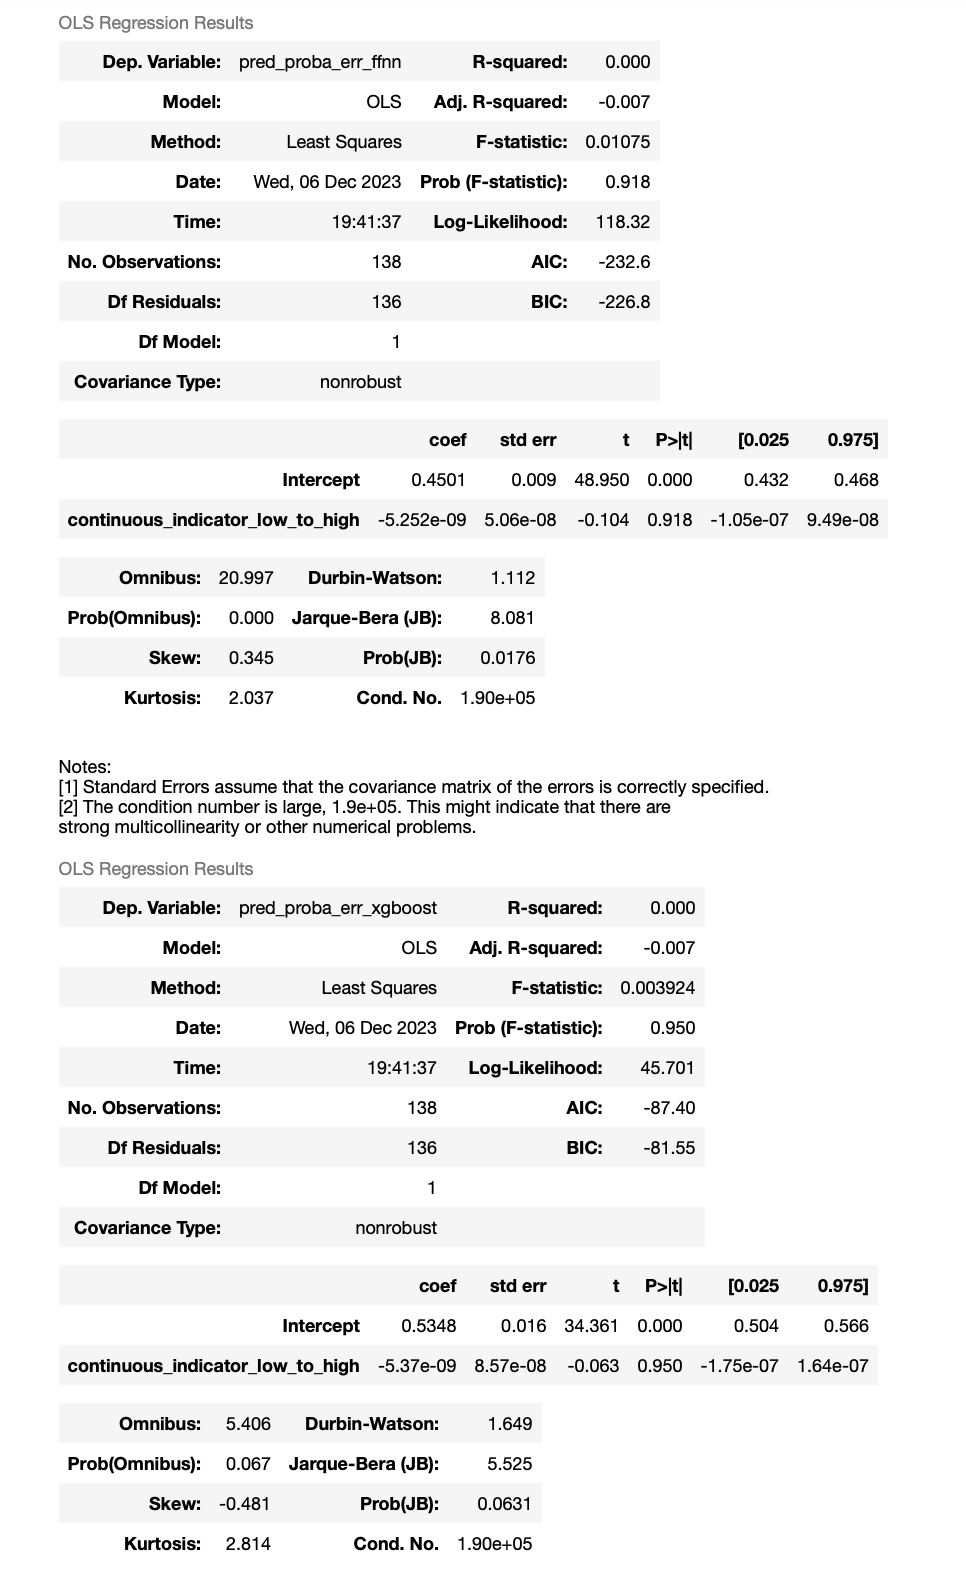 OLS Regression Results
Dep. Variable: pred_proba_err_ffnn R-squared: 0.000
Model: OLS Adj. R-squared: -0.007
Method: Least Squares F-statistic: 0.01075
Date: Wed, 06 Dec 2023 Prob (F-statistic): 0.918
Time: 19:41:37 Log-Likelihood: 118.32
No. Observations: 138 AIC: -232.6
Df Residuals: 136 BIC: -226.8
Df Model: 1
Covariance Type: nonrobust
coef std err t P>|t| [0.025 0.975]
Intercept 0.4501 0.009 48.950 0.000 0.432 0.468
continuous_indicator_low_to_high -5.252e-09 5.06e-08 -0.104 0.918 -1.05e-07 9.49e-08
Omnibus: 20.997 Durbin-Watson: 1.112
Prob(Omnibus): 0.000 Jarque-Bera (JB): 8.081
Skew: 0.345 Prob(JB): 0.0176
Kurtosis: 2.037 Cond. No. 1.90e+05
Notes:
[1] Standard Errors assume that the covariance matrix of the errors is correctly specified.
[2] The condition number is large, 1.9e+05. This might indicate that there are
strong multicollinearity or other numerical problems.
OLS Regression Results
Dep. Variable: pred_proba_err_xgboost R-squared: 0.000
Model: OLS Adj. R-squared: -0.007
Method: Least Squares F-statistic: 0.003924
Date: Wed, 06 Dec 2023 Prob (F-statistic): 0.950
Time: 19:41:37 Log-Likelihood: 45.701
No. Observations: 138 AIC: -87.40
Df Residuals: 136 BIC: -81.55
Df Model: 1
Covariance Type: nonrobust
coef std err t P>|t| [0.025 0.975]
Intercept 0.5348 0.016 34.361 0.000 0.504 0.566
continuous_indicator_low_to_high -5.37e-09 8.57e-08 -0.063 0.950 -1.75e-07 1.64e-07
Omnibus: 5.406 Durbin-Watson: 1.649
Prob(Omnibus): 0.067 Jarque-Bera (JB): 5.525
Skew: -0.481 Prob(JB): 0.0631
Kurtosis: 2.814 Cond. No. 1.90e+05